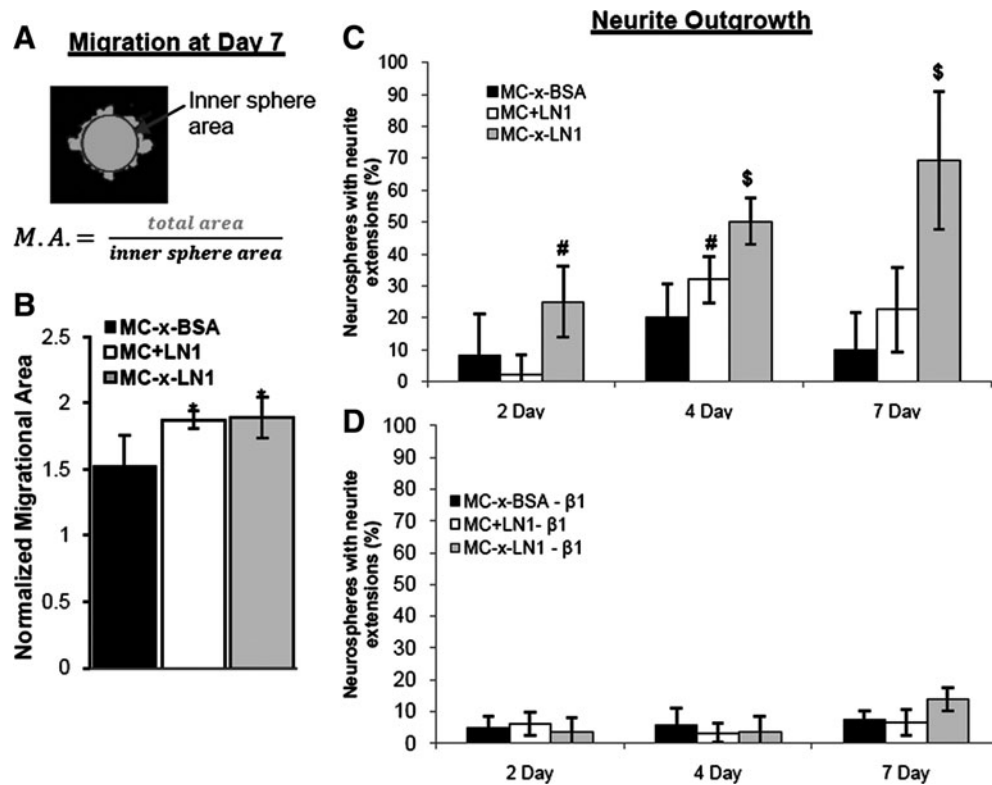 A
Migration at Day 7
Inner sphere
area
M.A.= total area
inner sphere area
B
MC-x-BSA
MC+LN1
MC-x-LN1
Normalized Migrational Area
2.5
2
1.5
1
0.5
0
*
*
Neurite Outgrowth
C
MC-x-BSA
MC+LN1
MC-x-LN1
Neurospheres with neurite
extensions (%)
100
90
80
70
60
50
40
30
20
10
0
#
#
$
$
2 Day
4 Day
7 Day
D
MC-x-BSA - β1
MC+LN1- β1
MC-x-LN1 - β1
Neurospheres with neurite
extensions (%)
100
90
80
70
60
50
40
30
20
10
0
2 Day
4 Day
7 Day